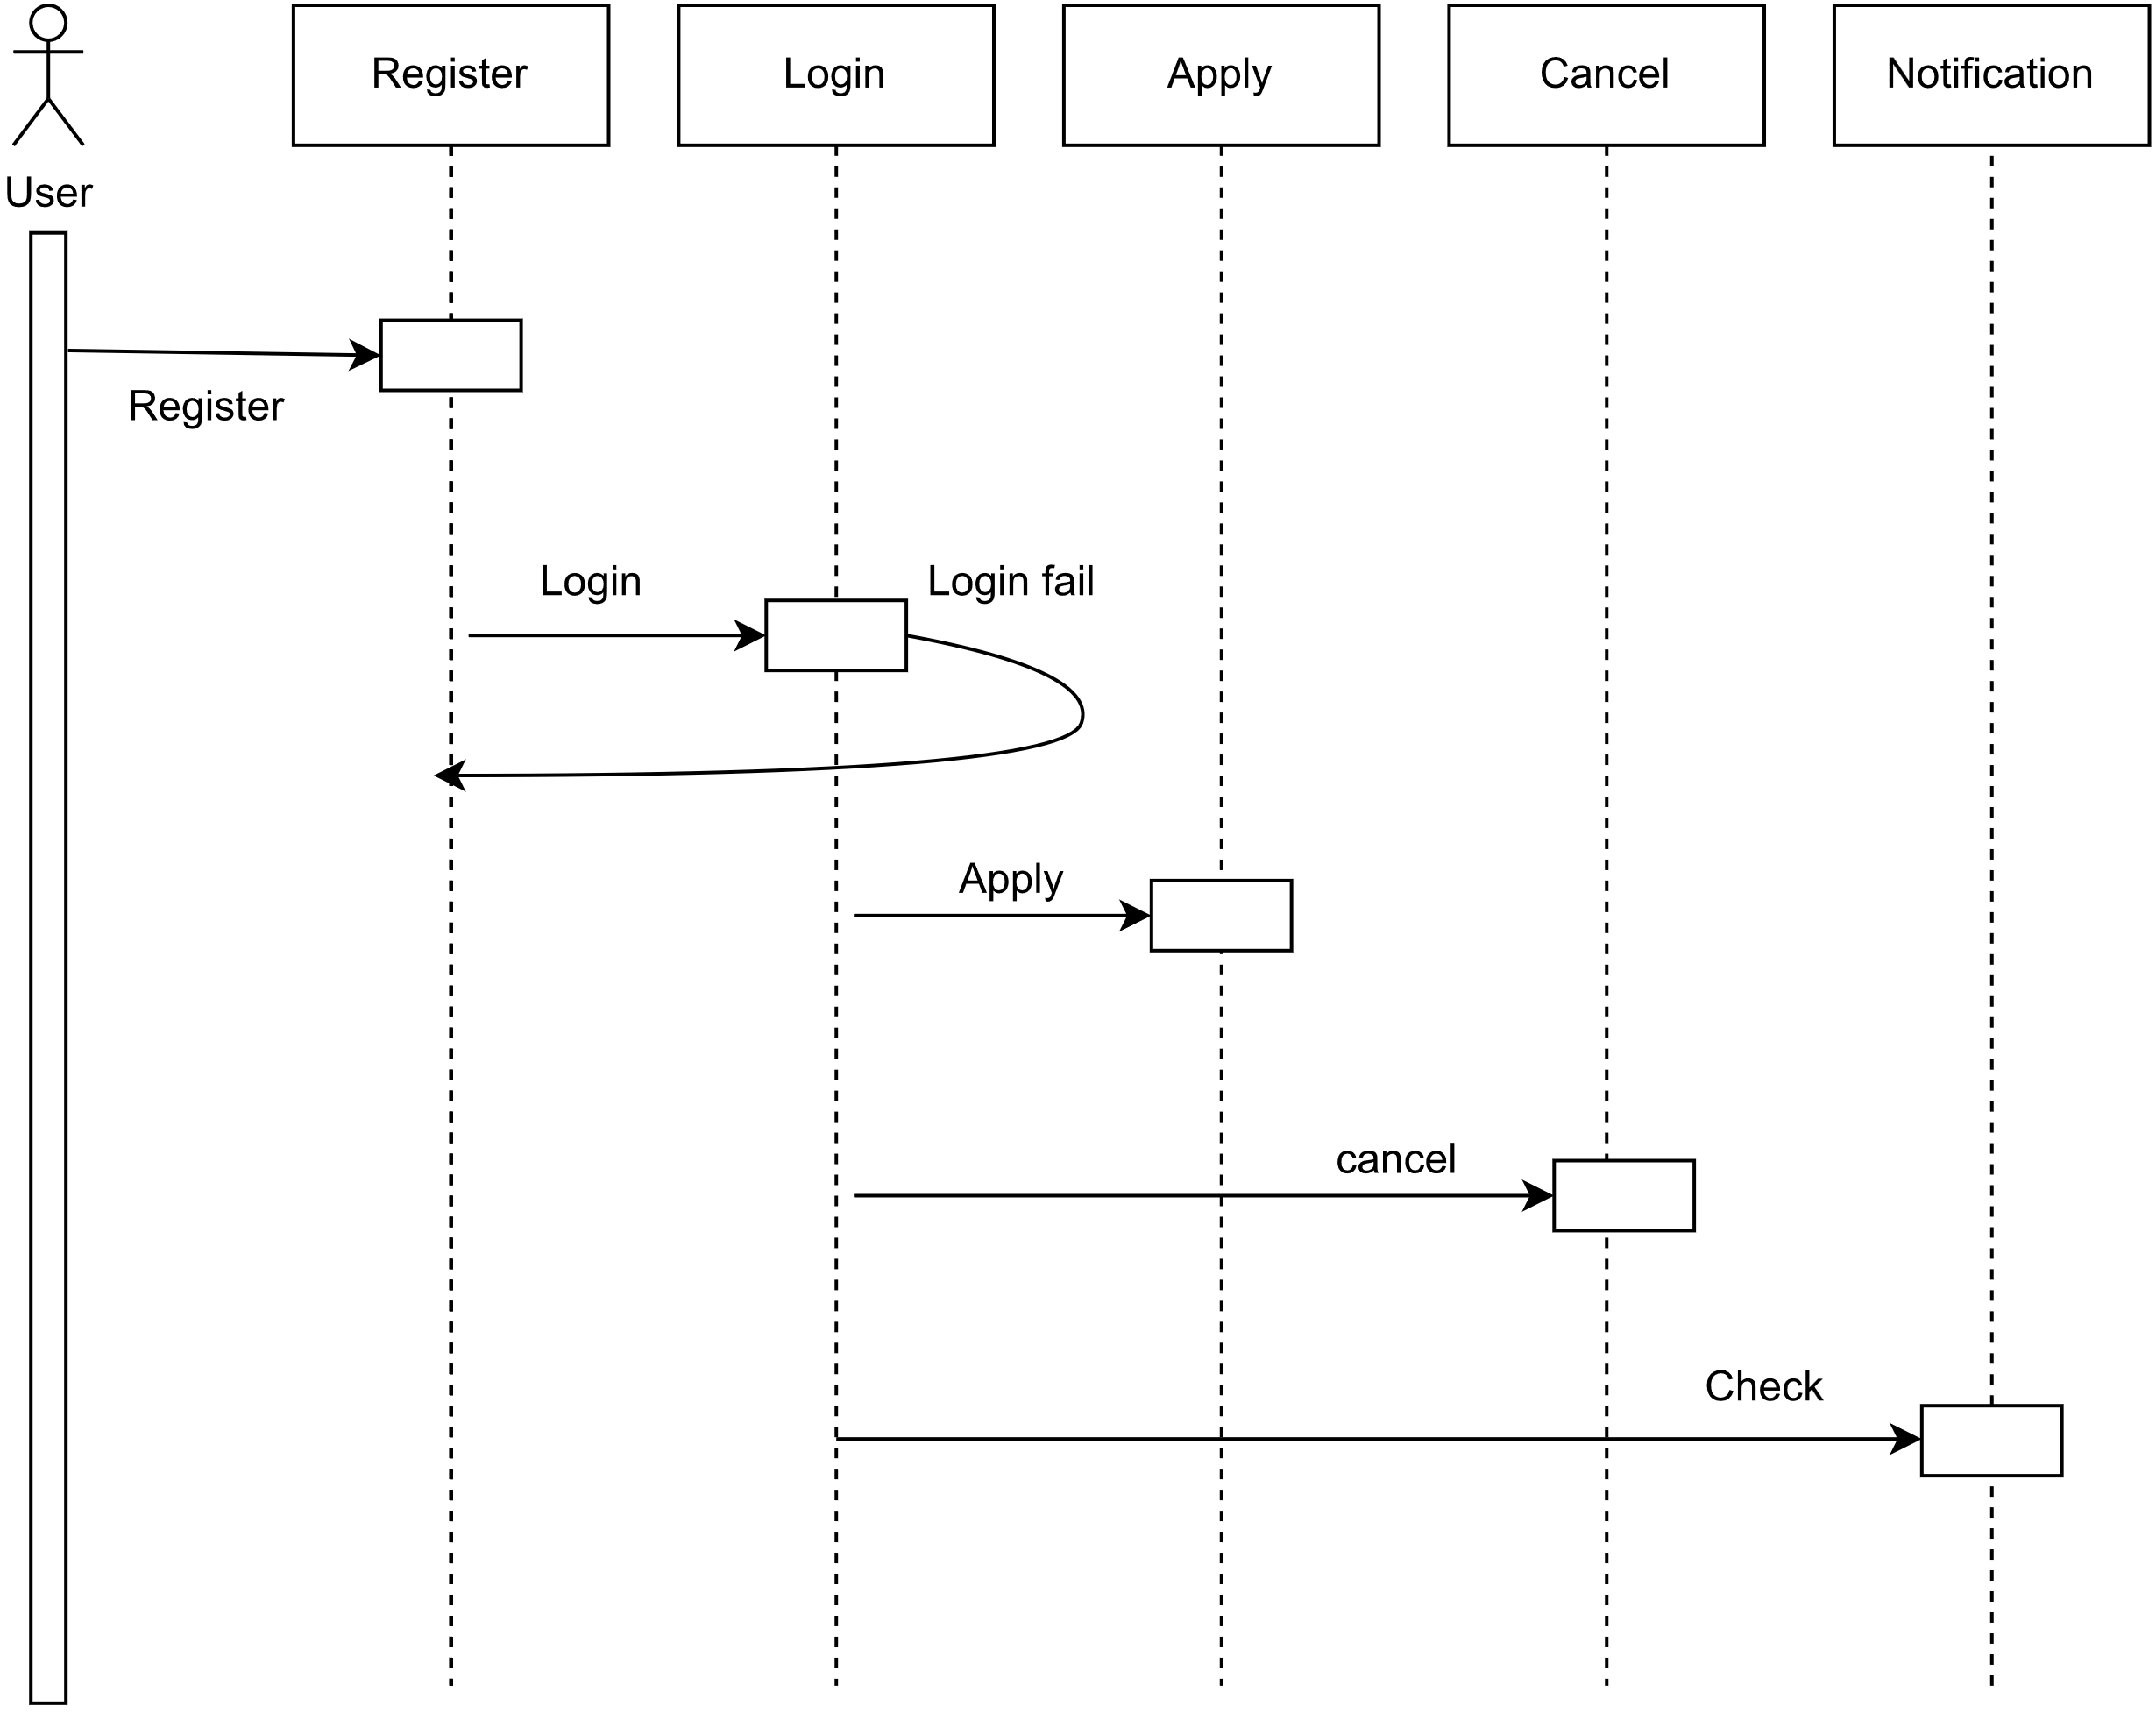 Register
Login
Apply
Cancel
Notification
User
Register
Login
Login fail
Apply
cancel
Check